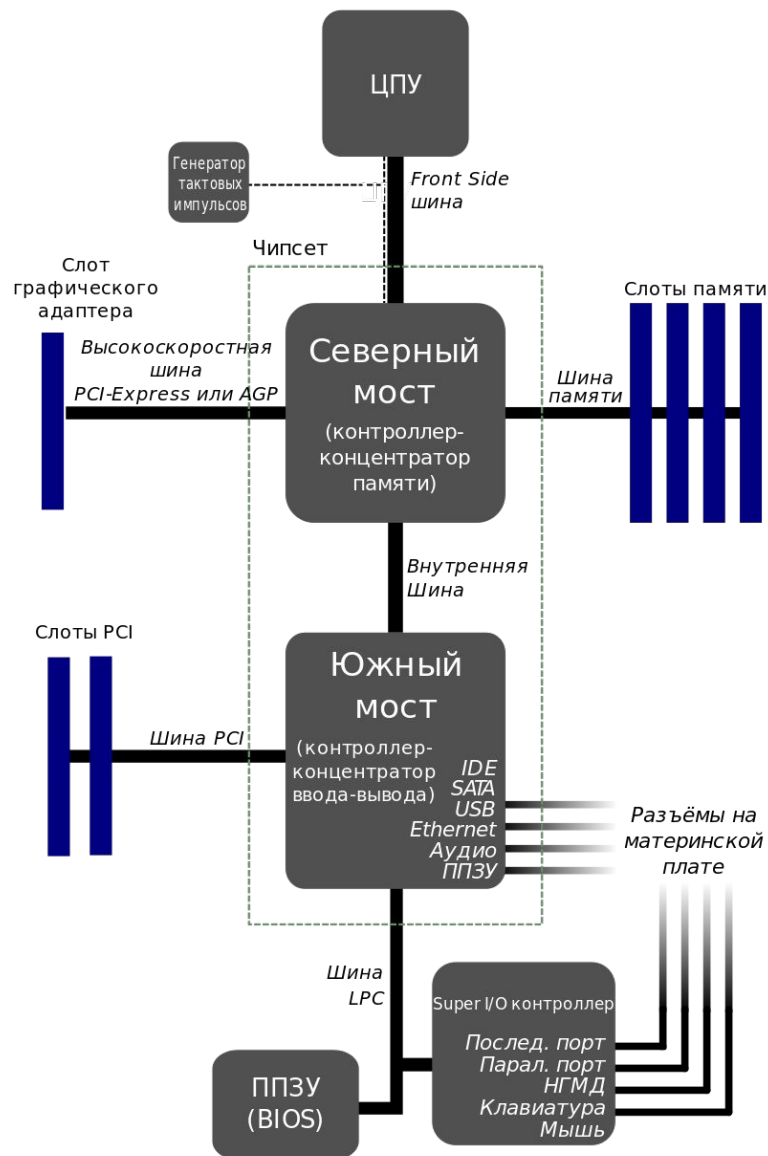 ЦПУ
Генератор
тактовых
импульсов
Front Side
шина
Чипсет
Слот
графического
адаптера
Высокоскоростная
шина
PCI-Express или AGP
Северный
мост
(контроллер-
концентратор
памяти)
Слоты памяти
Шина
памяти
Внутренняя
Шина
Слоты PCI
Шина PCI
Южный
мост
(контроллер-
концентратор
ввода-вывода)
IDE
SATA
USB
Ethernet
Аудио
ППЗУ
Разъёмы на
материнской
плате
Шина
LPC
Super I/O контроллер
Послед. порт
Парал. порт
НГМД
Клавиатура
Мышь
ППЗУ
(BIOS)